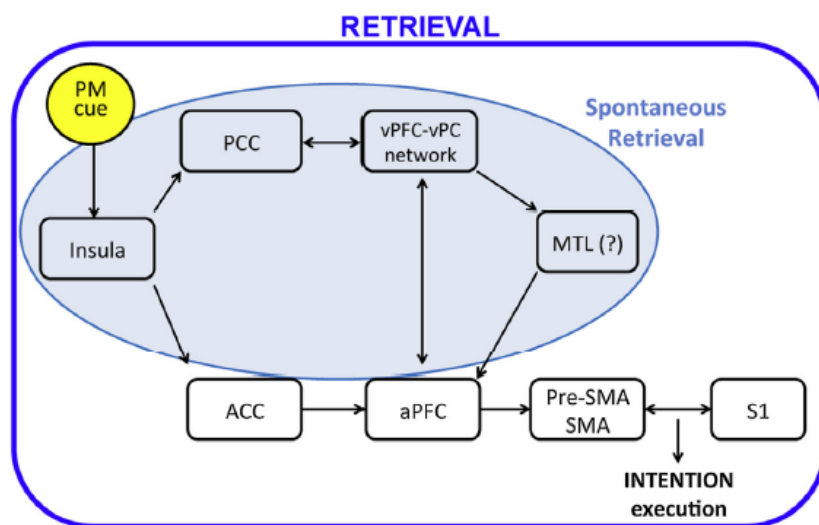 RETRIEVAL
PM
cue
Spontaneous
Retrieval
PCC
vPFC-vPC
network
Insula
MTL (?)
ACC
aPFC
Pre-SMA
SMA
S1
INTENTION
execution